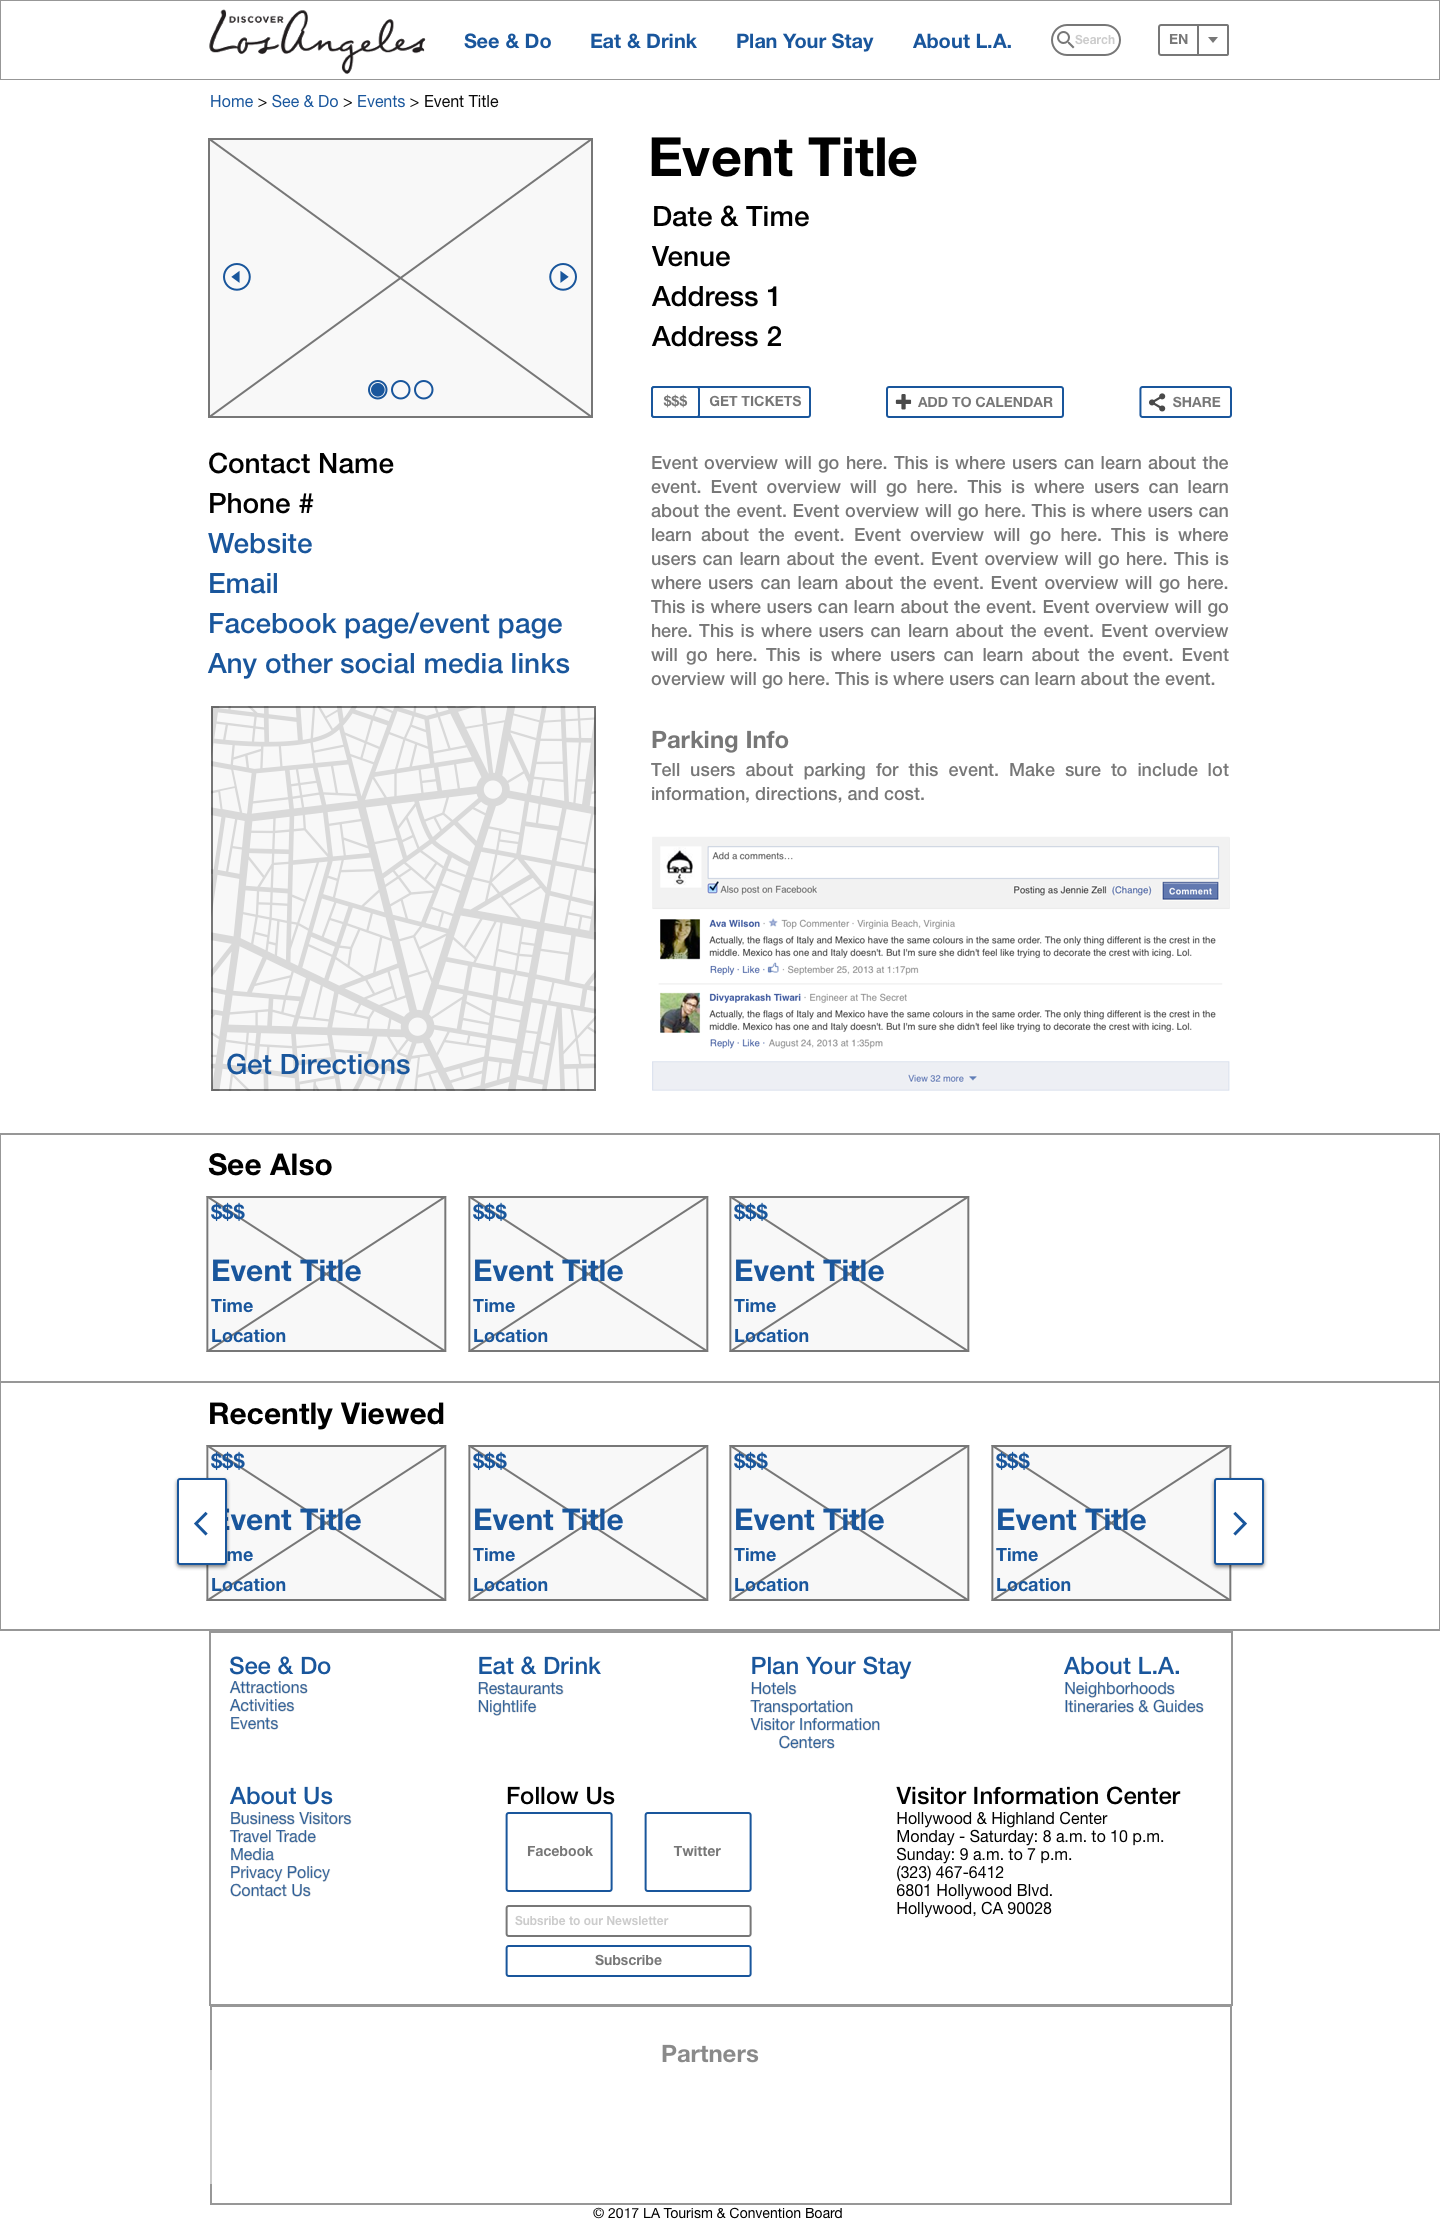 DISCOVER
Los Angeles
See & Do
Eat & Drink
Plan Your Stay
About L.A.
Search
EN
Home > See & Do > Events > Event Title
Event Title
Date & Time
Venue
Address 1
Address 2
$$$
GET TICKETS
ADD TO CALENDAR
SHARE
Contact Name
Phone #
Website
Email
Facebook page/event page
Any other social media links
Get Directions
Event overview will go here. This is where users can learn about the
event. Event overview will go here. This is where users can learn
about the event. Event overview will go here. This is where users can
learn about the event. Event overview will go here. This is where
users can learn about the event. Event overview will go here. This is
where users can learn about the event. Event overview will go here.
This is where users can learn about the event. Event overview will go
here. This is where users can learn about the event. Event overview
will go here. This is where users can learn about the event. Event
overview will go here. This is where users can learn about the event.
Parking Info
Tell users about parking for this event. Make sure to include lot
information, directions, and cost.
Add a comments...
Also post on Facebook
Posting as Jennie Zell (Change)
Comment
Ava Wilson · Top Commenter · Virginia Beach, Virginia
Actually, the flags of Italy and Mexico have the same colours in the same order. The only thing different is the crest in the
middle. Mexico has one and Italy doesn't. But I'm sure she didn't feel like trying to decorate the crest with icing. Lol.
Reply · Like · · September 25, 2013 at 1:17pm
Divyaprakash Tiwari · Engineer at The Secret
Actually, the flags of Italy and Mexico have the same colours in the same order. The only thing different is the crest in the
middle. Mexico has one and Italy doesn't. But I'm sure she didn't feel like trying to decorate the crest with icing. Lol.
Reply · Like · August 24, 2013 at 1:35pm
View 32 more
See Also
$$$
Event Title
Time
Location
$$$
Event Title
Time
Location
$$$
Event Title
Time
Location
Recently Viewed
$$$
Event Title
me
Location
$$$
Event Title
Time
Location
$$$
Event Title
Time
Location
$$$
Event Title
Time
Location
See & Do
Attractions
Activities
Events
Eat & Drink
Restaurants
Nightlife
Plan Your Stay
Hotels
Transportation
Visitor Information
Centers
About L.A.
Neighborhoods
Itineraries & Guides
About Us
Business Visitors
Travel Trade
Media
Privacy Policy
Contact Us
Follow Us
Facebook
Twitter
Subsribe to our Newsletter
Subscribe
Visitor Information Center
Hollywood & Highland Center
Monday - Saturday: 8 a.m. to 10 p.m.
Sunday: 9 a.m. to 7 p.m.
(323) 467-6412
6801 Hollywood Blvd.
Hollywood, CA 90028
Partners
© 2017 LA Tourism & Convention Board